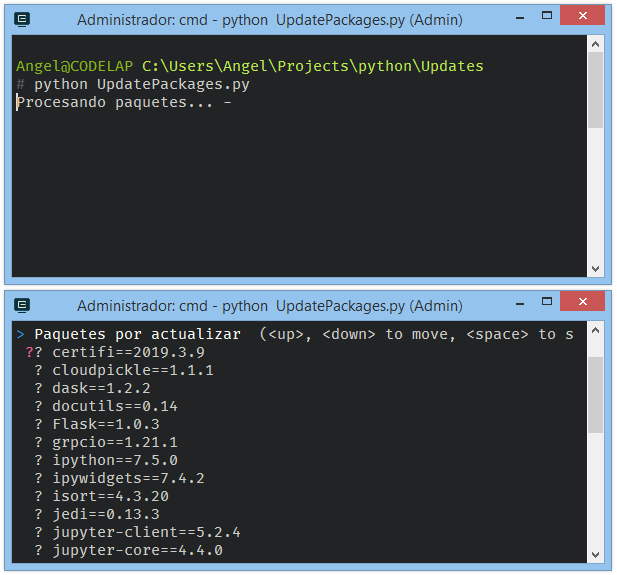 Administrador: cmd - python  UpdatePackages.py (Admin)
Angel@CODELAP C:\Users\Angel\Projects\python\Updates
# python UpdatePackages.py
Procesando paquetes... -
Administrador: cmd - python  UpdatePackages.py (Admin)
> Paquetes por actualizar  (<up>, <down> to move, <space> to s
?? certifi==2019.3.9
? cloudpickle==1.1.1
? dask==1.2.2
? docutils==0.14
? Flask==1.0.3
? grpcio==1.21.1
? ipython==7.5.0
? ipywidgets==7.4.2
? isort==4.3.20
? jedi==0.13.3
? jupyter-client==5.2.4
? jupyter-core==4.4.0